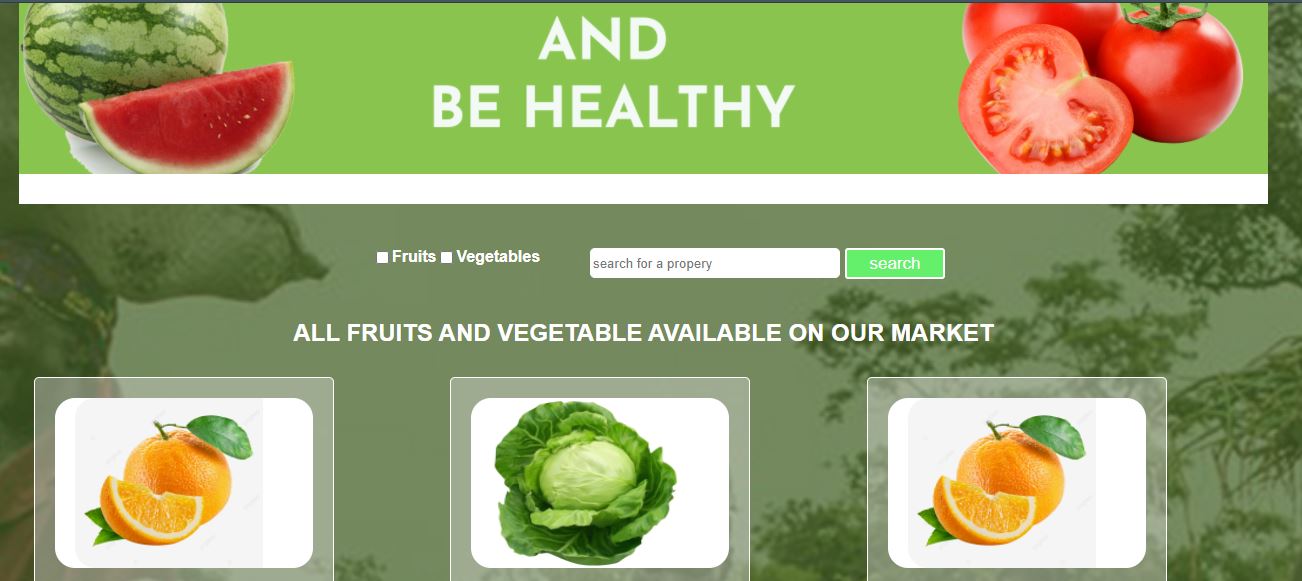 AND
BE HEALTHY
Fruits Vegetables search for a propery search
ALL FRUITS AND VEGETABLE AVAILABLE ON OUR MARKET